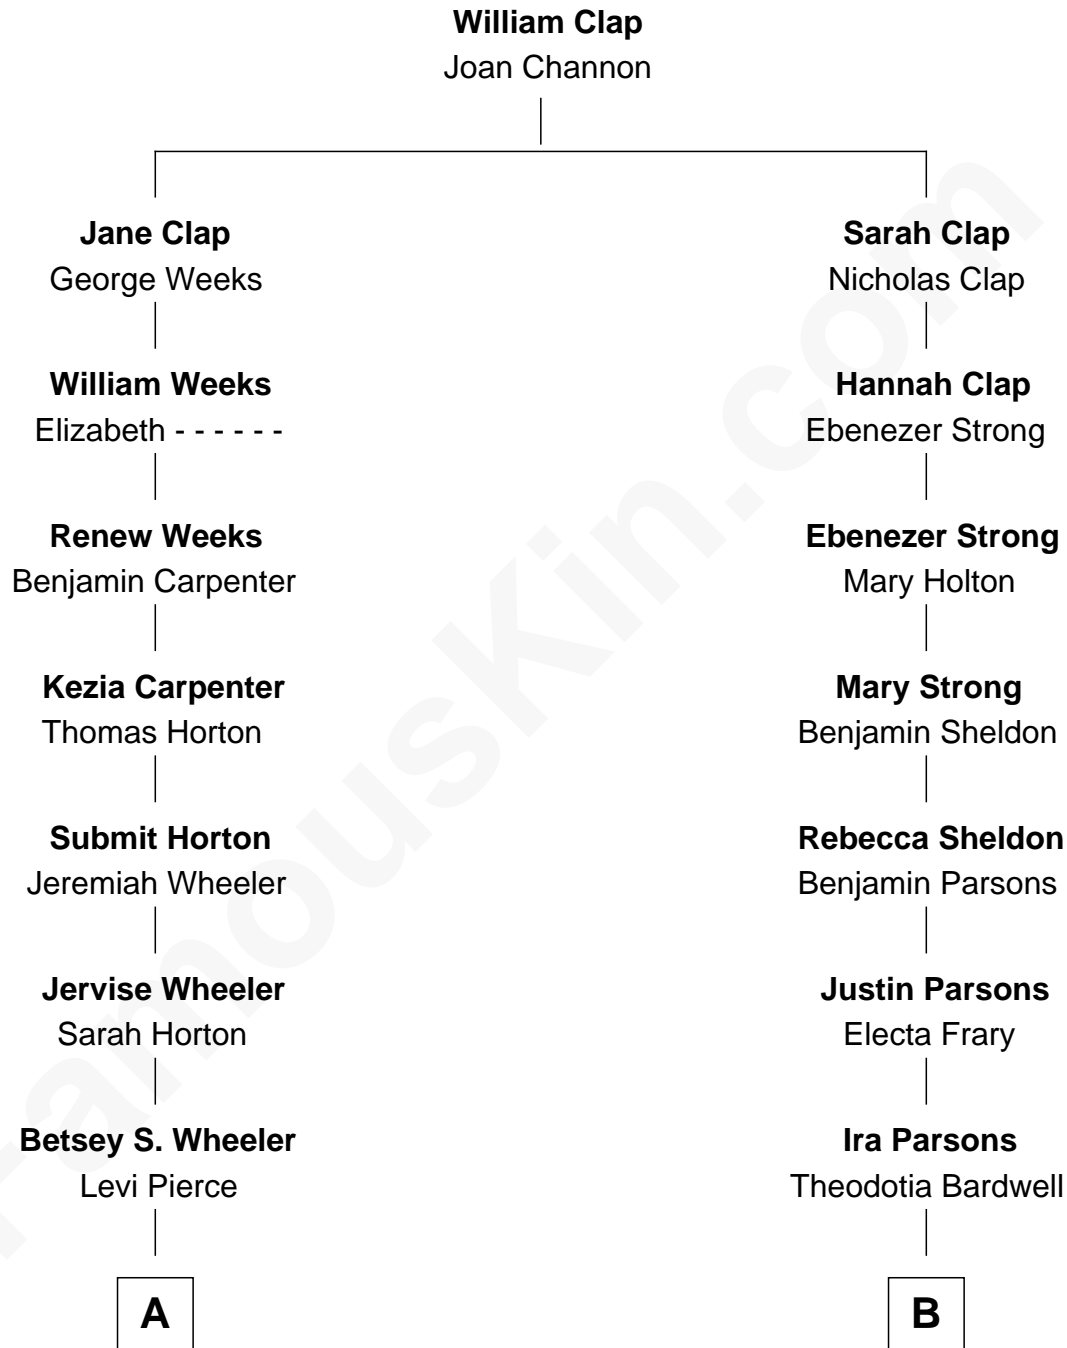 William Clap
Joan Channon
Jane Clap
George Weeks
Sarah Clap
Nicholas Clap
William Weeks
Elizabeth - - - - - -
Hannah Clap
Ebenezer Strong
Renew Weeks
Benjamin Carpenter
Ebenezer Strong
Mary Holton
Kezia Carpenter
Thomas Horton
Mary Strong
Benjamin Sheldon
Submit Horton
Jeremiah Wheeler
Rebecca Sheldon
Benjamin Parsons
Jervise Wheeler
Sarah Horton
Justin Parsons
Electa Frary
Betsey S. Wheeler
Levi Pierce
Ira Parsons
Theodotia Bardwell
A
B
FamousKin.com